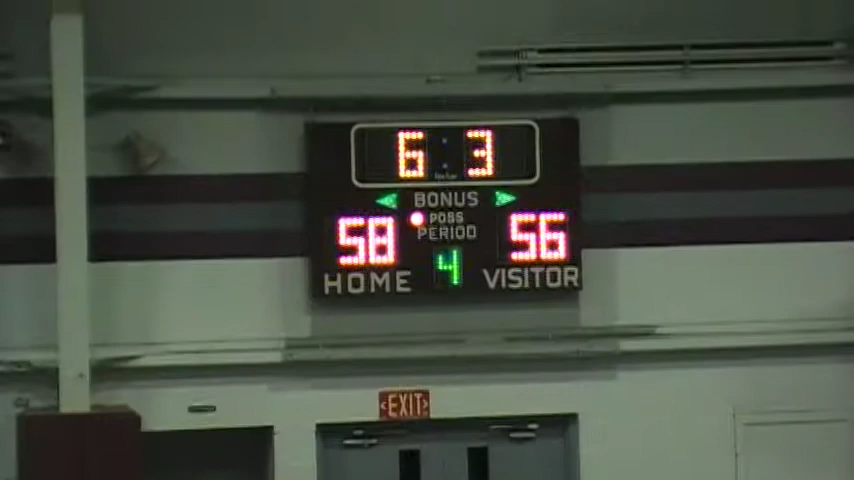 6 3
BONUS
POSS
58 PERIOD 56
HOME 4 VISITOR
EXIT